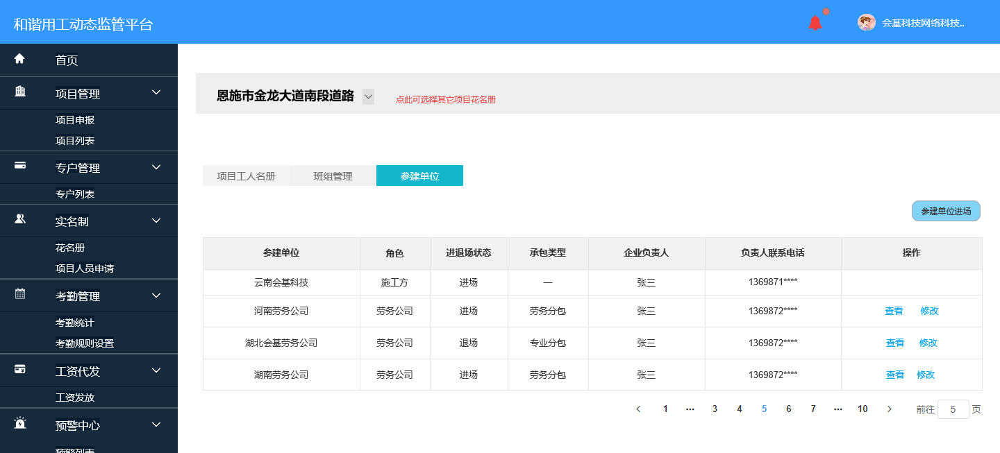 和谐用工动态监管平台
会基科技网络科技..
首页
项目管理
项目申报
项目列表
专户管理
专户列表
实名制
花名册
项目人员申请
考勤管理
考勤统计
考勤规则设置
工资代发
工资发放
预警中心
预警列表
恩施市金龙大道南段道路
点此可选择其它项目花名册
项目工人名册 班组管理 参建单位
参建单位进场
参建单位 角色 进退场状态 承包类型 企业负责人 负责人联系电话 操作
云南会基科技 施工方 进场 — 张三 1369871****
河南劳务公司 劳务公司 进场 劳务分包 张三 1369872**** 查看 修改
湖北会基劳务公司 劳务公司 退场 专业分包 张三 1369872**** 查看 修改
湖南劳务公司 劳务公司 进场 劳务分包 张三 1369872**** 查看 修改
1 ··· 3 4 5 6 7 ··· 10 前往 5 页